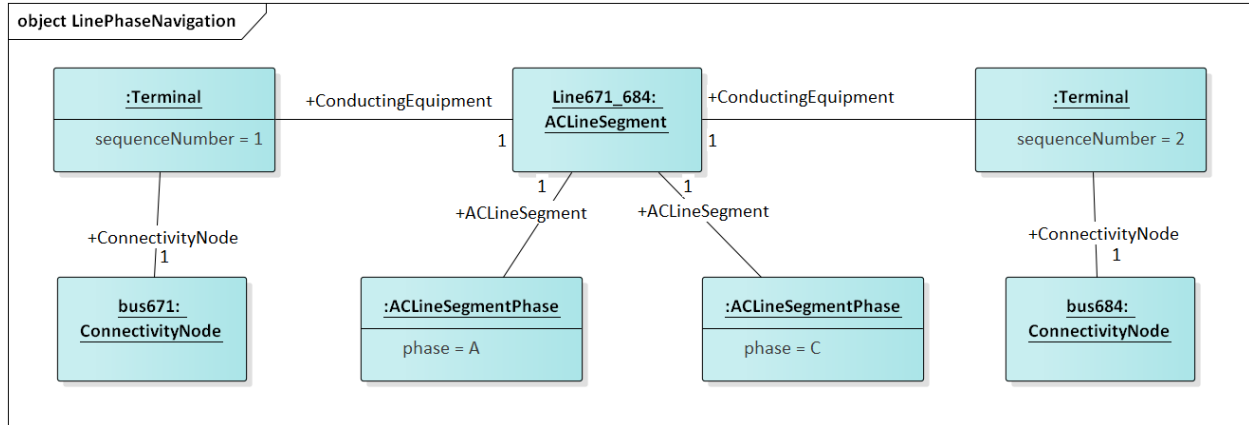 object LinePhaseNavigation
:Terminal
sequenceNumber = 1
+ConductingEquipment
1
Line671_684:
ACLineSegment
+ConductingEquipment
1
:Terminal
sequenceNumber = 2
1
+ACLineSegment
1
+ACLineSegment
+ConnectivityNode
1
+ConnectivityNode
1
bus671:
ConnectivityNode
:ACLineSegmentPhase
phase = A
:ACLineSegmentPhase
phase = C
bus684:
ConnectivityNode